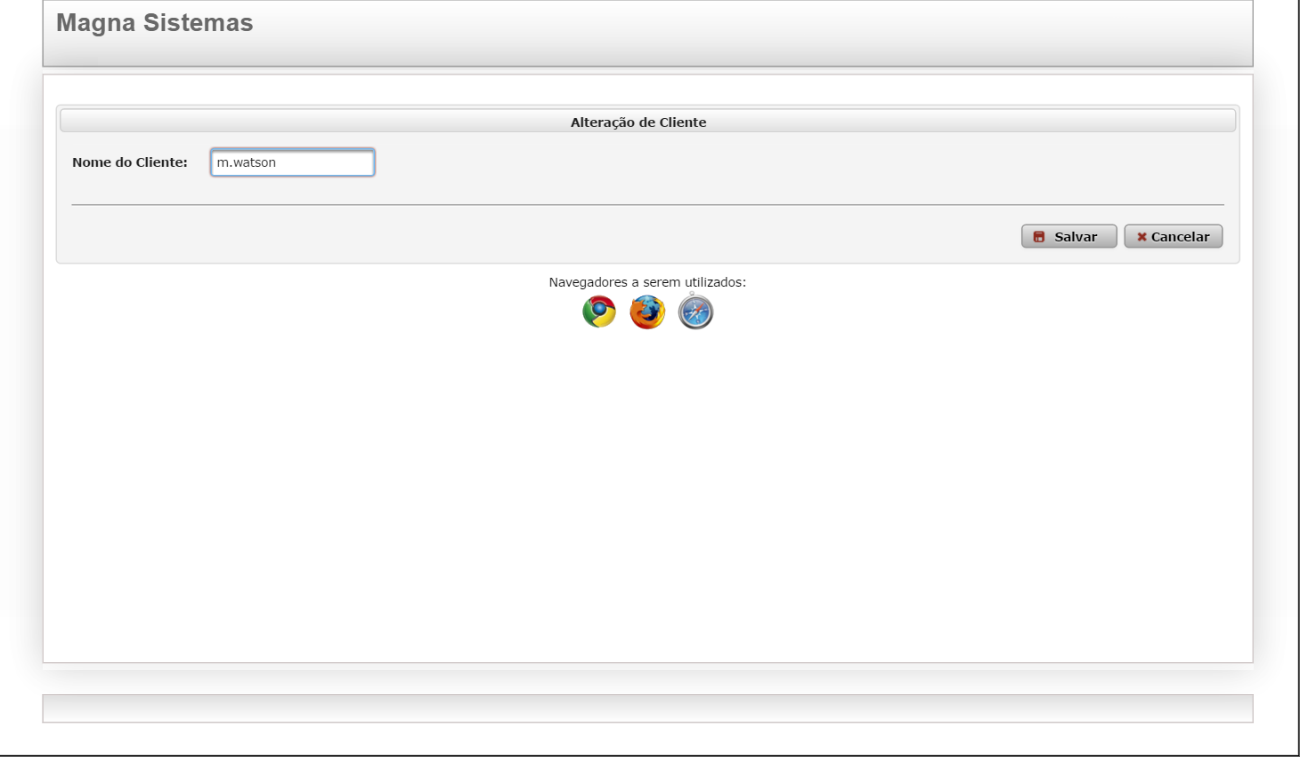 Magna Sistemas
Alteração de Cliente
Nome do Cliente: m.watson
Salvar Cancelar
Navegadores a serem utilizados: